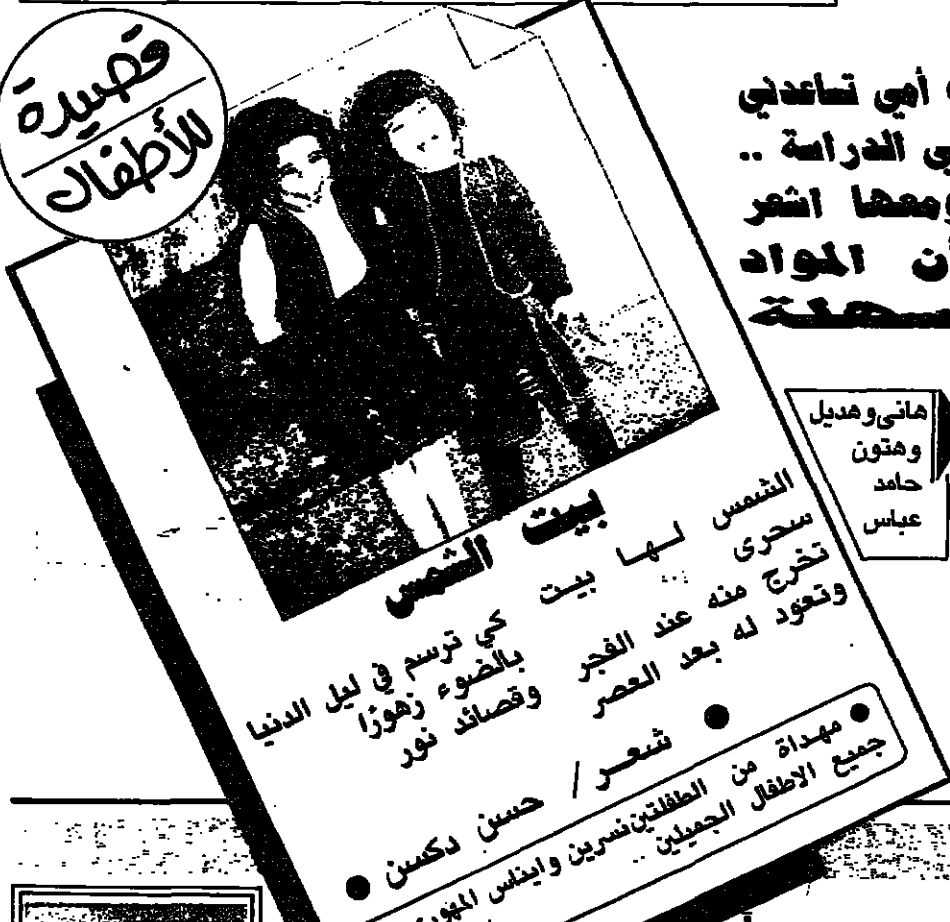 قصيدة
للأطفال
أمي تساعدني
الدراسة ..
ومعها اشعر
أن المواد
سهلة
هانى وهديل
وهتون
حامد
عباس
بيت الشمس
الشمس لها بيت
سحرى
تخرج منه عند الفجر
وتعود له بعد العصر
كي ترسم في ليل الدنيا
بالضوء زهورًا
وقصائد نور
● شعر / حسن دكسن ●
● مهداة من الطفلتين نسرين وايناس
جميع الاطفال الجميلين ..